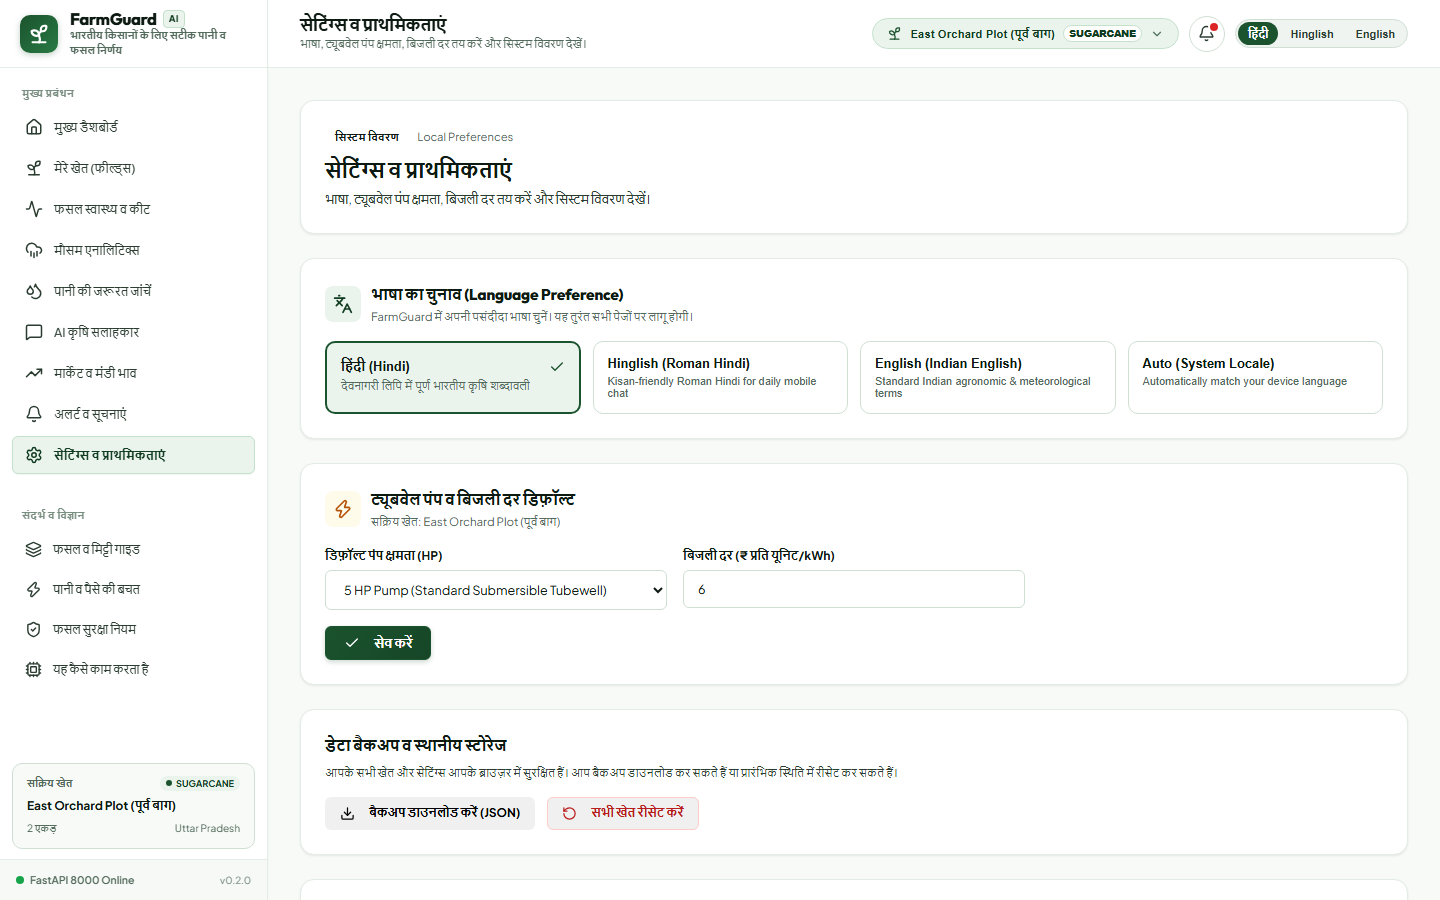 FarmGuard AI
भारतीय किसानों के लिए सटीक पानी व
फसल निर्णय
मुख्य प्रबंधन
मुख्य डैशबोर्ड
मेरे खेत (फील्ड्स)
फसल स्वास्थ्य व कीट
मौसम एनालिटिक्स
पानी की जरूरत जांचें
AI कृषि सलाहकार
मार्केट व मंडी भाव
अलर्ट व सूचनाएं
सेटिंग्स व प्राथमिकताएं
संदर्भ व विज्ञान
फसल व मिट्टी गाइड
पानी व पैसे की बचत
फसल सुरक्षा नियम
यह कैसे काम करता है
सक्रिय खेत
SUGARCANE
East Orchard Plot (पूर्व बाग)
2 एकड़
Uttar Pradesh
FastAPI 8000 Online
v0.2.0
सेटिंग्स व प्राथमिकताएं
भाषा, ट्यूबवेल पंप क्षमता, बिजली दर तय करें और सिस्टम विवरण देखें।
East Orchard Plot (पूर्व बाग) SUGARCANE
हिंदी
Hinglish
English
सिस्टम विवरण
Local Preferences
सेटिंग्स व प्राथमिकताएं
भाषा, ट्यूबवेल पंप क्षमता, बिजली दर तय करें और सिस्टम विवरण देखें।
भाषा का चुनाव (Language Preference)
FarmGuard में अपनी पसंदीदा भाषा चुनें। यह तुरंत सभी पेजों पर लागू होगी।
हिंदी (Hindi)
देवनागरी लिपि में पूर्ण भारतीय कृषि शब्दावली
Hinglish (Roman Hindi)
Kisan-friendly Roman Hindi for daily mobile
chat
English (Indian English)
Standard Indian agronomic & meteorological
terms
Auto (System Locale)
Automatically match your device language
ट्यूबवेल पंप व बिजली दर डिफ़ॉल्ट
सक्रिय खेत: East Orchard Plot (पूर्व बाग)
डिफ़ॉल्ट पंप क्षमता (HP)
5 HP Pump (Standard Submersible Tubewell)
बिजली दर (₹ प्रति यूनिट/kWh)
6
सेव करें
डेटा बैकअप व स्थानीय स्टोरेज
आपके सभी खेत और सेटिंग्स आपके ब्राउज़र में सुरक्षित हैं। आप बैकअप डाउनलोड कर सकते हैं या प्रारंभिक स्थिति में रीसेट कर सकते हैं।
बैकअप डाउनलोड करें (JSON)
सभी खेत रीसेट करें